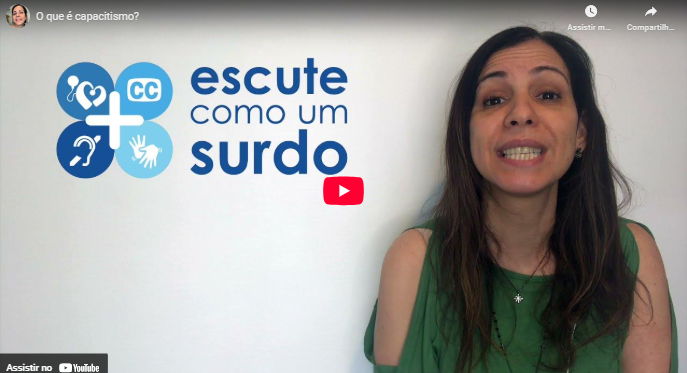 O que é capacitismo?
Assistir m...
Compartilh...
CC
escute
como um
surdo
Assistir no YouTube